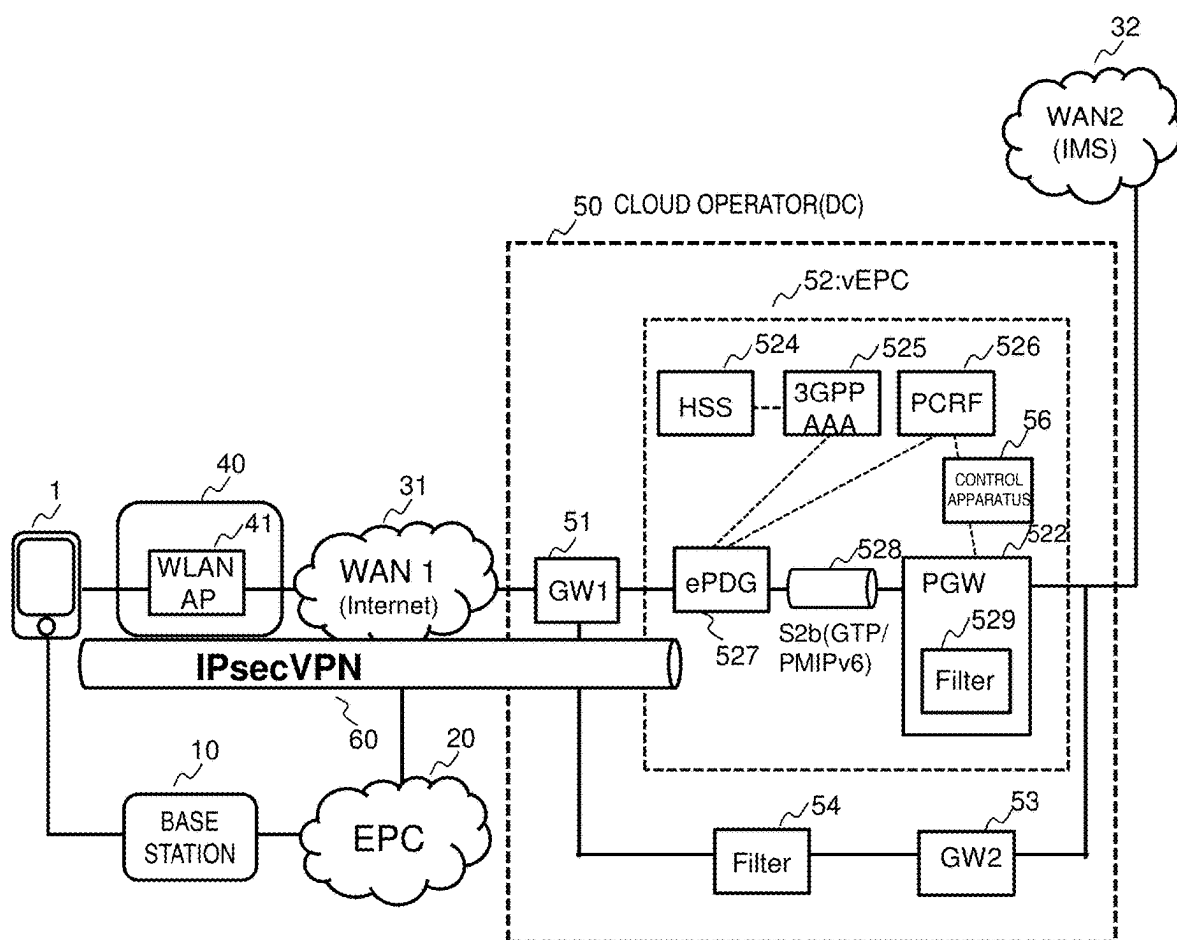 32
WAN2
(IMS)
50 CLOUD OPERATOR(DC)
52:vEPC
524
525
526
HSS
3GPP
AAA
PCRF
56
CONTROL
APPARATUS
1
40
41
WLAN
AP
31
WAN 1
(Internet)
51
GW1
ePDG
527
528
S2b(GTP/
PMIPv6)
522
PGW
529
Filter
IPsecVPN
60
10
BASE
STATION
20
EPC
54
Filter
53
GW2